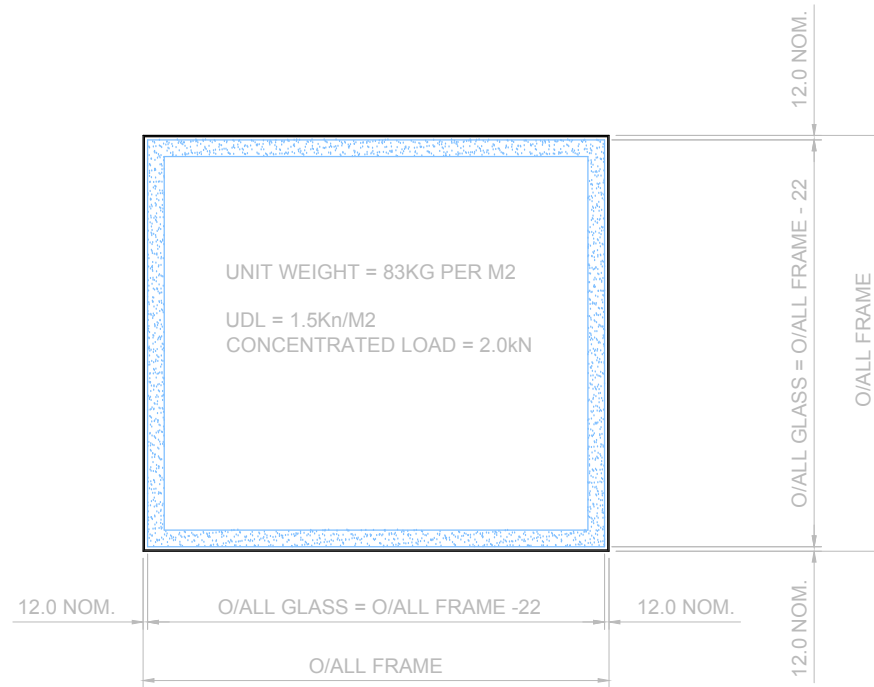 12.0 NOM.
UNIT WEIGHT = 83KG PER M2
UDL = 1.5Kn/M2
CONCENTRATED LOAD = 2.0kN
O/ALL GLASS = O/ALL FRAME - 22
O/ALL FRAME
12.0 NOM.
12.0 NOM.
O/ALL GLASS = O/ALL FRAME -22
12.0 NOM.
O/ALL FRAME